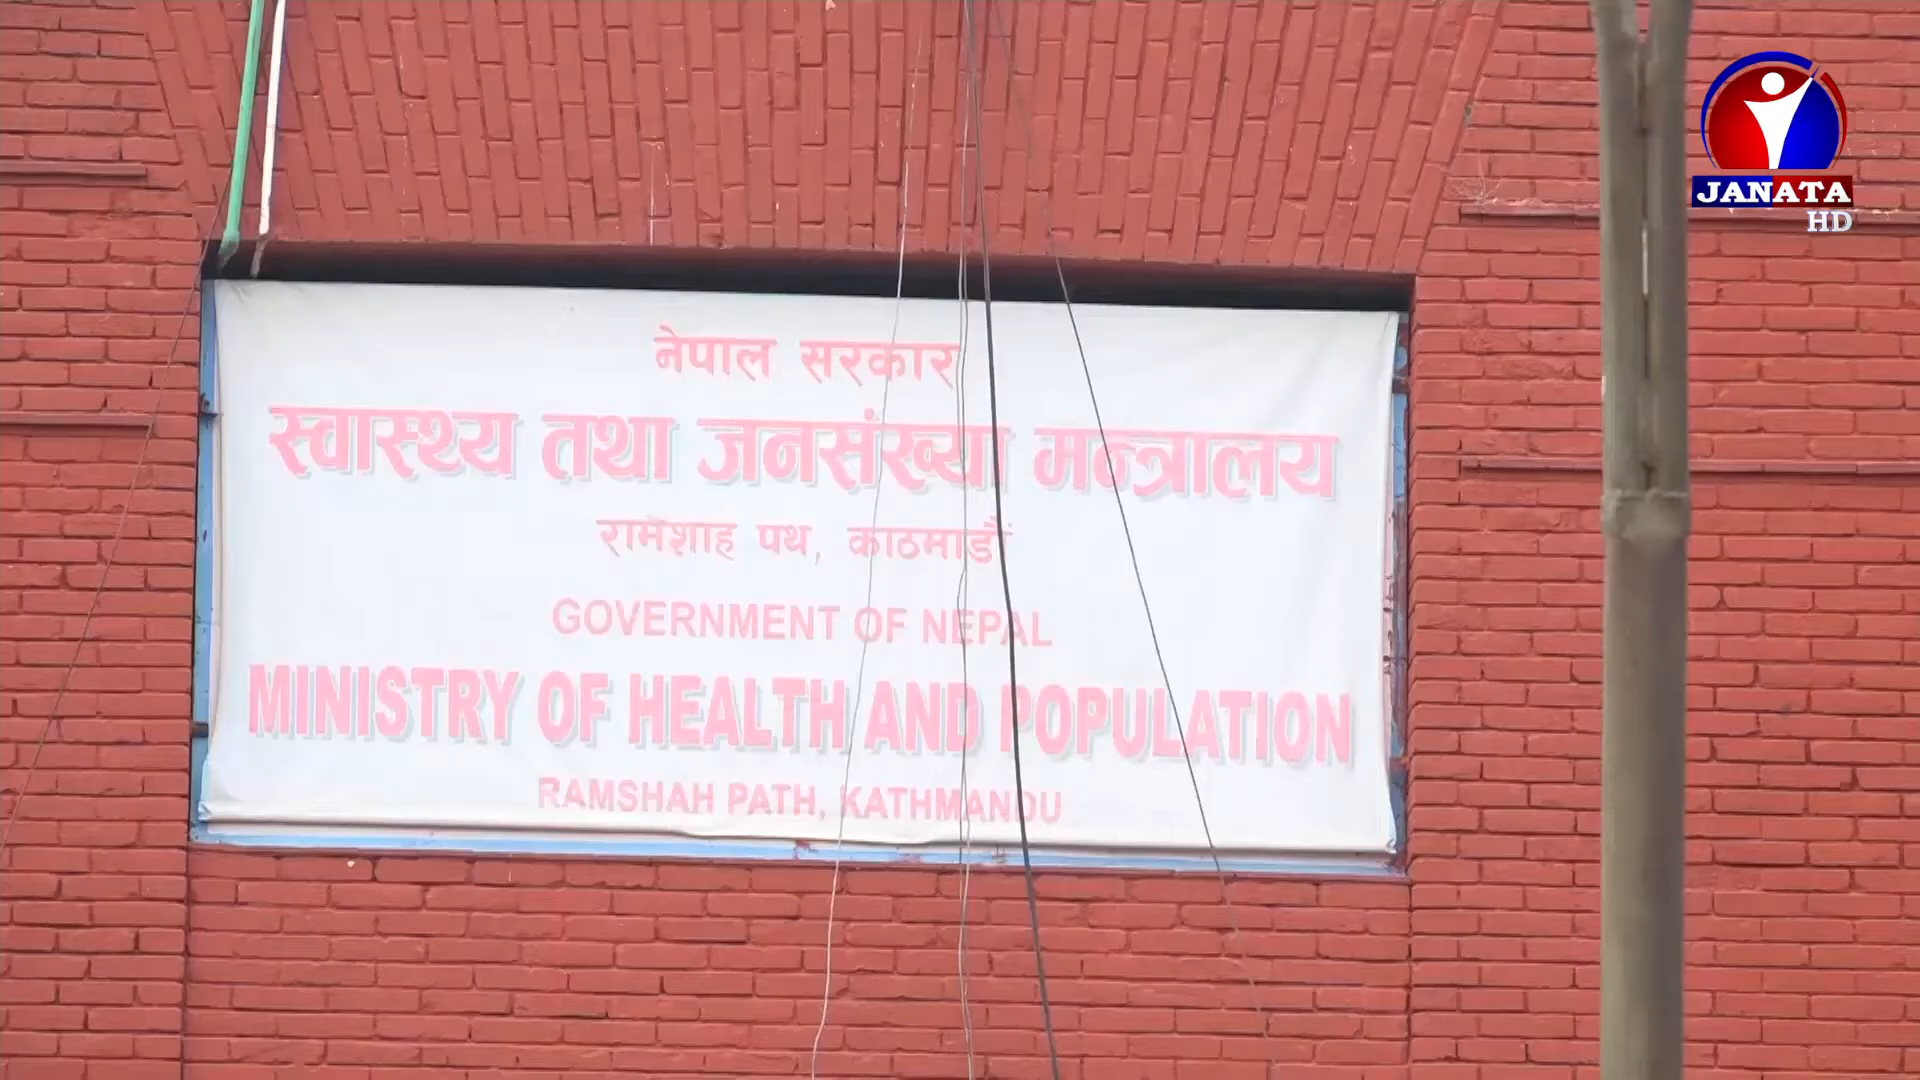 नेपाल सरकार
स्वास्थ्य तथा जनसंख्या मन्त्रालय
रामेशाह पथ, काठमाडौं
GOVERNMENT OF NEPAL
MINISTRY OF HEALTH AND POPULATION
RAMSHAH PATH, KATHMANDU
JANATA
HD